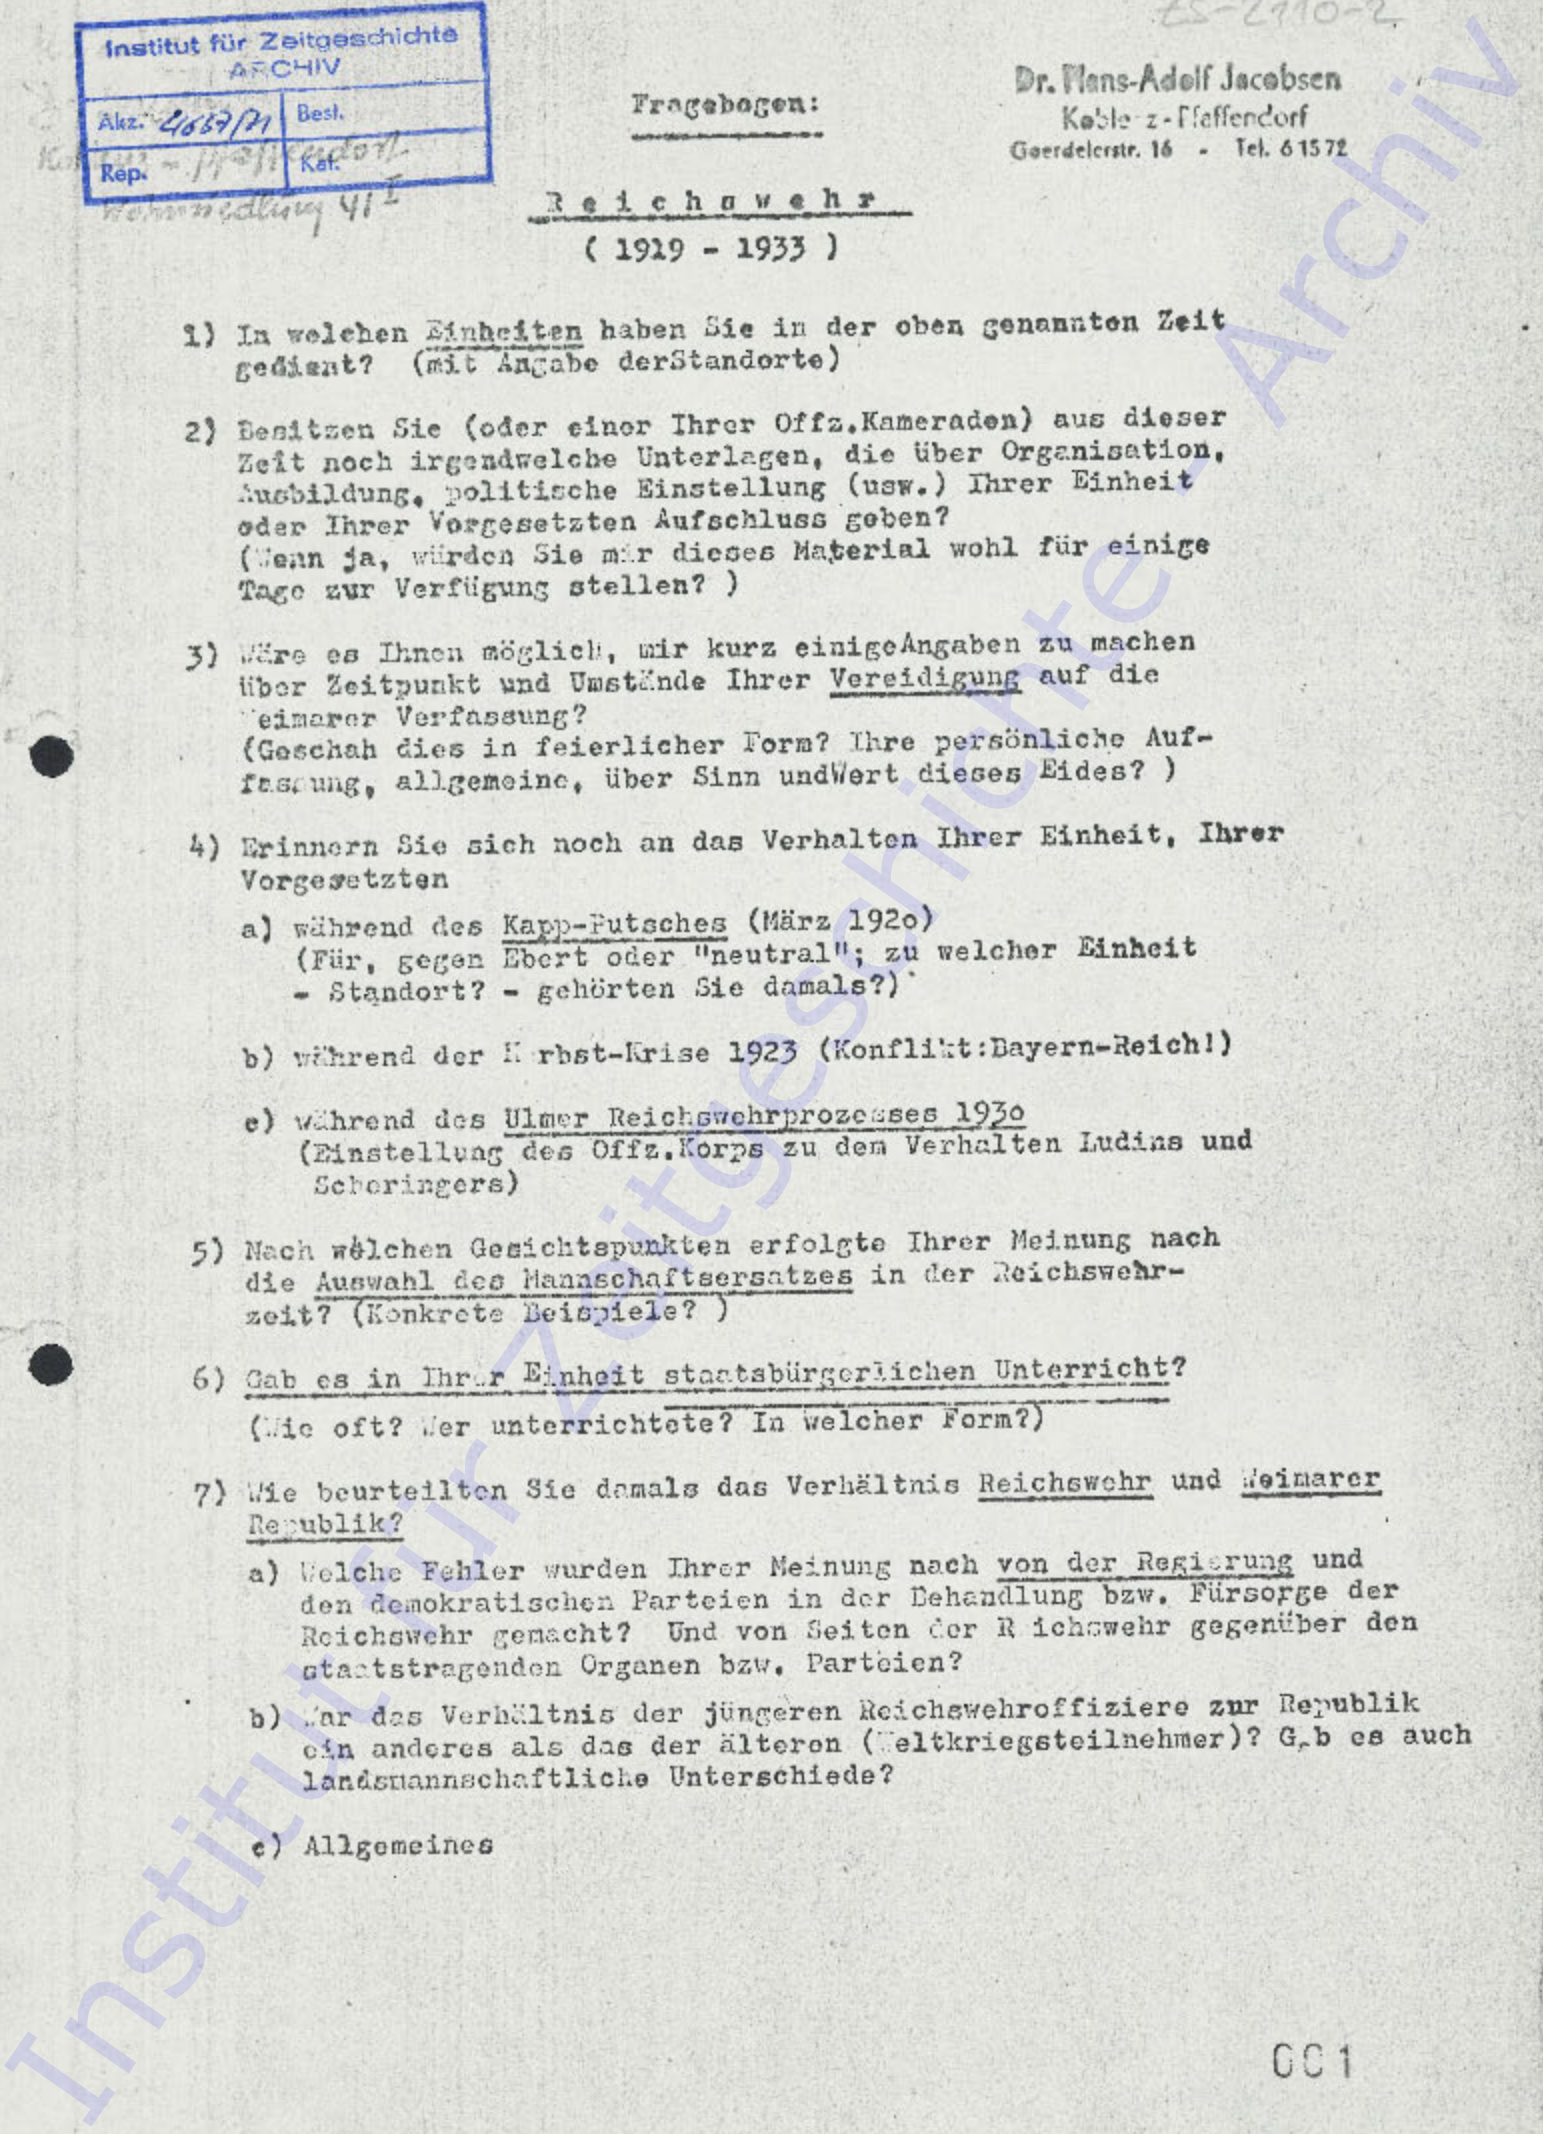 ZS-2110-2
Institut für Zeitgeschichte
ARCHIV
Akz. 4667/71 Best.
Rep. Kat.
Pfaffendorf
Wohnsiedlung 41 I
Dr. Hans-Adolf Jacobsen
Koblenz-Pfaffendorf
Goerdelerstr. 16 - Tel. 61572
Fragebogen:
Reichswehr
( 1919 - 1933 )
1) In welchen Einheiten haben Sie in der oben genannten Zeit
gedient? (mit Angabe derStandorte)
2) Besitzen Sie (oder einer Ihrer Offz.Kameraden) aus dieser
Zeit noch irgendwelche Unterlagen, die über Organisation,
Ausbildung, politische Einstellung (usw.) Ihrer Einheit
oder Ihrer Vorgesetzten Aufschluss geben?
(Wenn ja, würden Sie mir dieses Material wohl für einige
Tage zur Verfügung stellen? )
3) Wäre es Ihnen möglich, mir kurz einigeAngaben zu machen
über Zeitpunkt und Umstände Ihrer Vereidigung auf die
Weimarer Verfassung?
(Geschah dies in feierlicher Form? Ihre persönliche Auf-
fassung, allgemeine, über Sinn undWert dieses Eides? )
4) Erinnern Sie sich noch an das Verhalten Ihrer Einheit, Ihrer
Vorgesetzten
a) während des Kapp-Putsches (März 192o)
(Für, gegen Ebert oder "neutral"; zu welcher Einheit
- Standort? - gehörten Sie damals?)
b) während der Herbst-Krise 1923 (Konflikt:Bayern-Reich!)
c) während des Ulmer Reichswehrprozesses 193o
(Einstellung des Offz.Korps zu dem Verhalten Ludins und
Scheringers)
5) Nach welchen Gesichtspunkten erfolgte Ihrer Meinung nach
die Auswahl des Mannschaftsersatzes in der Reichswehr-
zeit? (Konkrete Beispiele? )
6) Gab es in Ihrer Einheit staatsbürgerlichen Unterricht?
(Wie oft? Wer unterrichtete? In welcher Form?)
7) Wie beurteilten Sie damals das Verhältnis Reichswehr und Weimarer
Republik?
a) Welche Fehler wurden Ihrer Meinung nach von der Regierung und
den demokratischen Parteien in der Behandlung bzw. Fürsorge der
Reichswehr gemacht? Und von Seiten der Reichswehr gegenüber den
staatstragenden Organen bzw. Parteien?
b) War das Verhältnis der jüngeren Reichswehroffiziere zur Republik
ein anderes als das der älteren (Weltkriegsteilnehmer)? Gab es auch
landsmannschaftliche Unterschiede?
c) Allgemeines
001
Institut für Zeitgeschichte - Archiv